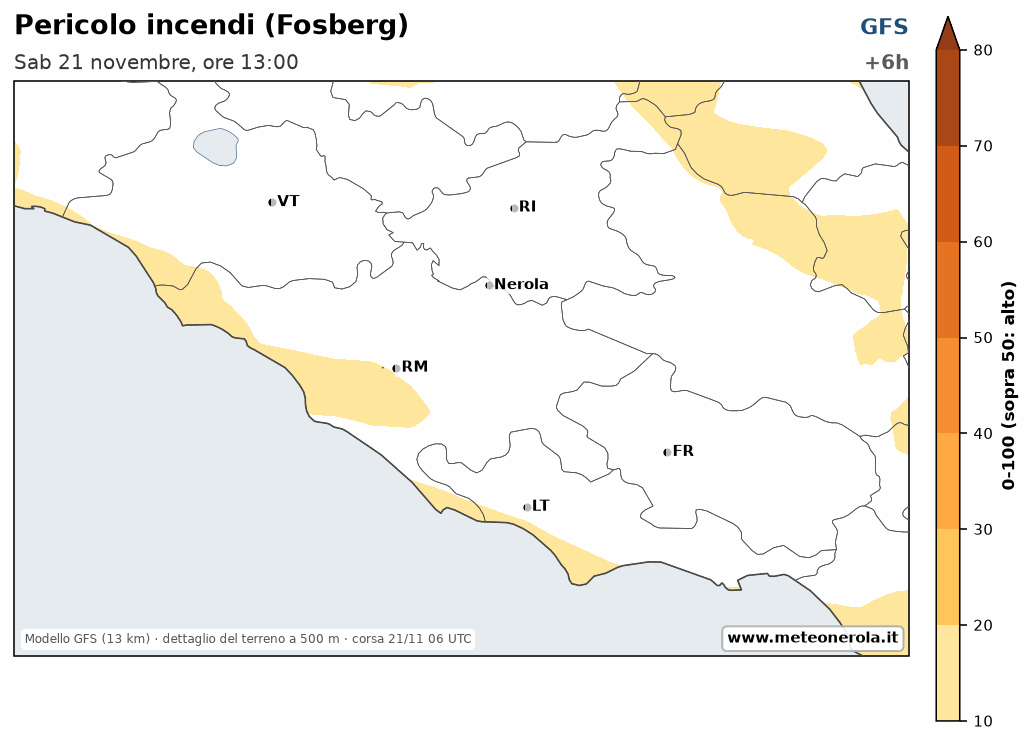 Pericolo incendi (Fosberg)
GFS
Sab 21 novembre, ore 13:00
+6h
VT
RI
Nerola
RM
FR
LT
Modello GFS (13 km) · dettaglio del terreno a 500 m · corsa 21/11 06 UTC
www.meteonerola.it
80
70
60
50
40
30
20
10
0-100 (sopra 50: alto)